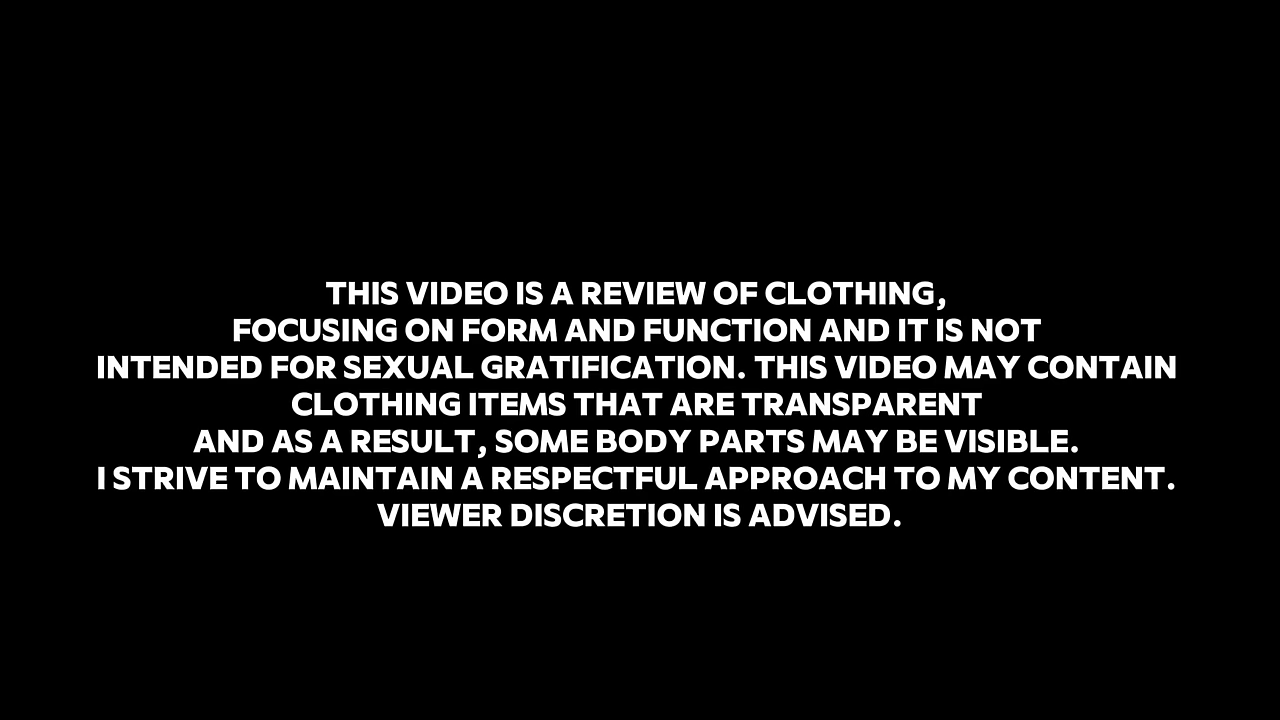 THIS VIDEO IS A REVIEW OF CLOTHING,
FOCUSING ON FORM AND FUNCTION AND IT IS NOT
INTENDED FOR SEXUAL GRATIFICATION. THIS VIDEO MAY CONTAIN
CLOTHING ITEMS THAT ARE TRANSPARENT
AND AS A RESULT, SOME BODY PARTS MAY BE VISIBLE.
I STRIVE TO MAINTAIN A RESPECTFUL APPROACH TO MY CONTENT.
VIEWER DISCRETION IS ADVISED.